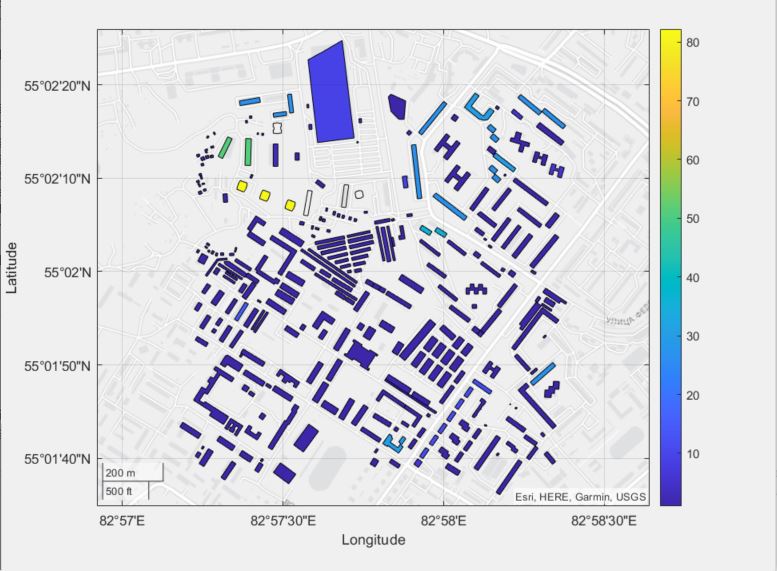 80
70
60
50
40
30
20
10
55°02'20"N
55°02'10"N
55°02'N
55°01'50"N
55°01'40"N
Latitude
200 m
500 ft
Esri, HERE, Garmin, USGS
82°57'E
82°57'30"E
82°58'E
82°58'30"E
Longitude